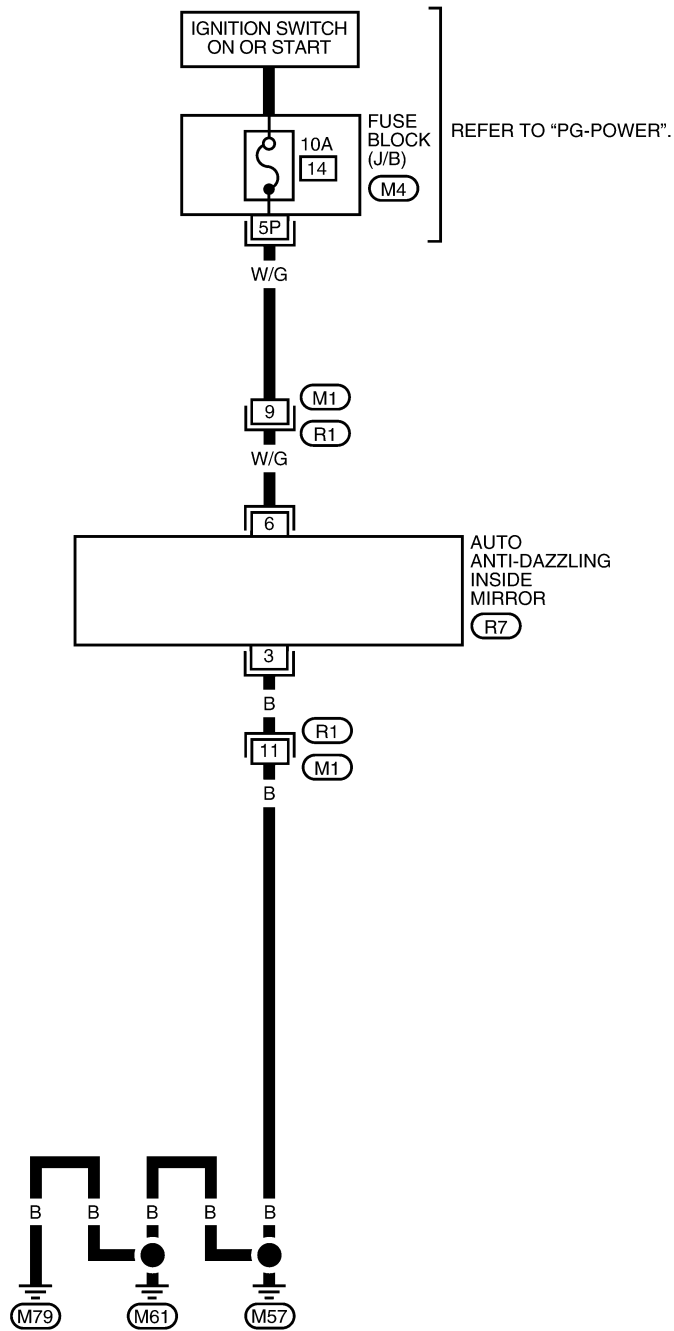 IGNITION SWITCH
ON OR START
FUSE
BLOCK
(J/B)
REFER TO “PG-POWER”.
10A
14
M4
5P
W/G
9
M1
R1
W/G
6
AUTO
ANTI-DAZZLING
INSIDE
MIRROR
R7
3
B
R1
11
M1
B
B B B B B
M79 M61 M57